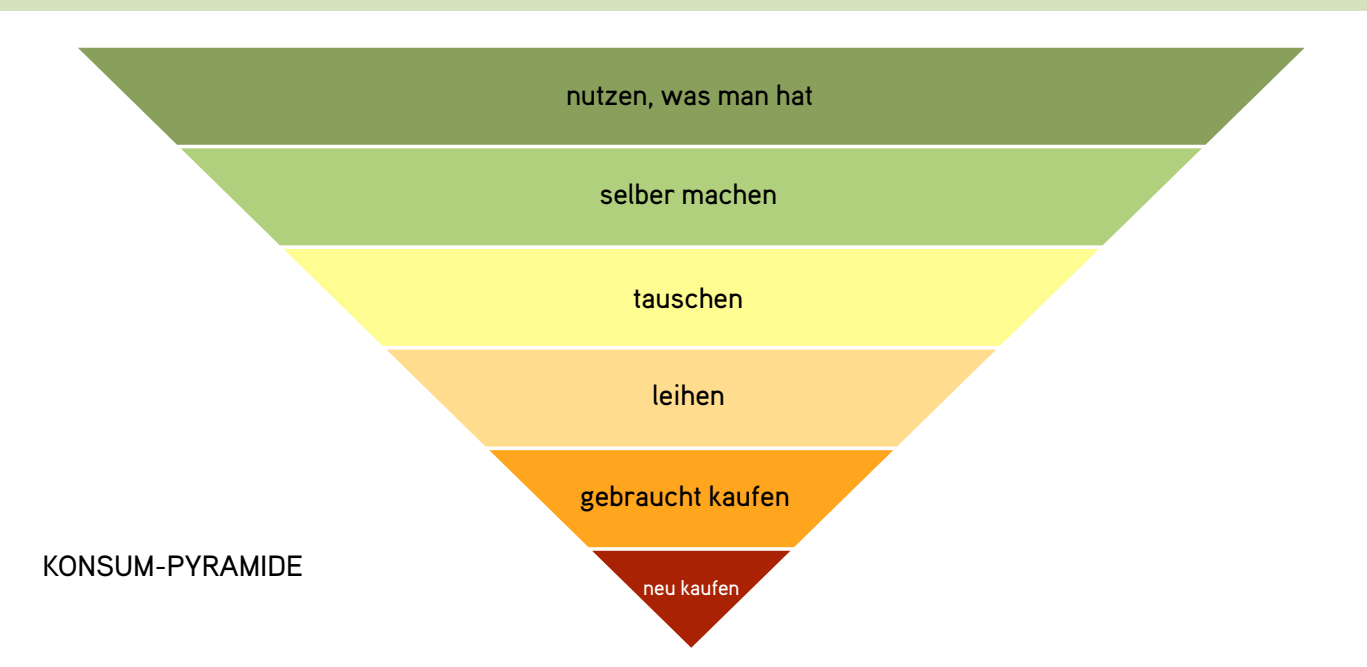 nutzen, was man hat
selber machen
tauschen
leihen
gebraucht kaufen
KONSUM-PYRAMIDE
neu kaufen